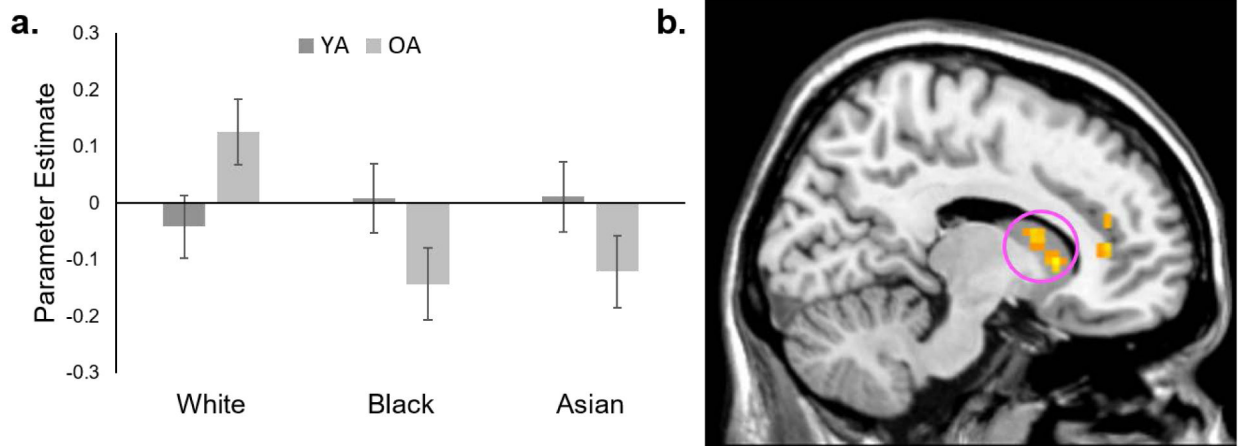 a.
0.3
YA OA
0.2
0.1
0
-0.1
-0.2
-0.3
Parameter Estimate
White Black Asian
b.